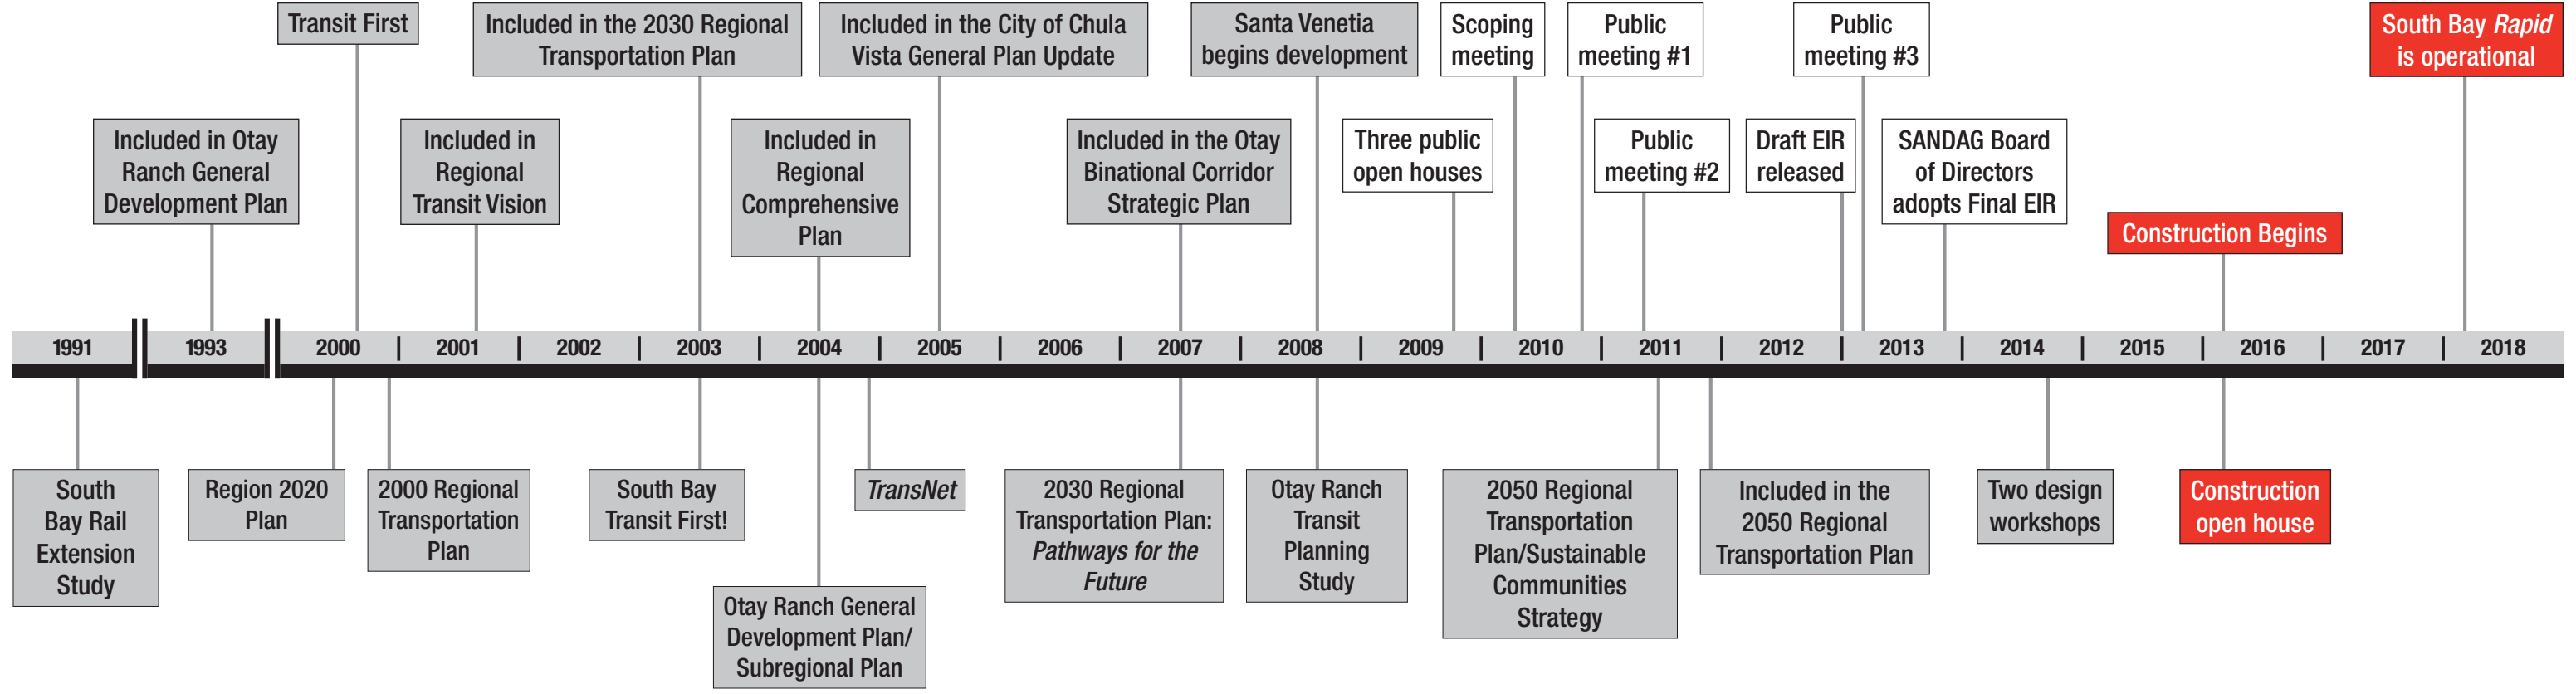 Transit First
Included in the 2030 Regional
Transportation Plan
Included in the City of Chula
Vista General Plan Update
Santa Venetia
begins development
Scoping
meeting
Public
meeting #1
Public
meeting #3
South Bay Rapid
is operational
Included in Otay
Ranch General
Development Plan
Included in
Regional
Transit Vision
Included in
Regional
Comprehensive
Plan
Included in the Otay
Binational Corridor
Strategic Plan
Three public
open houses
Public
meeting #2
Draft EIR
released
SANDAG Board
of Directors
adopts Final EIR
Construction Begins
1991
1993
2000
2001
2002
2003
2004
2005
2006
2007
2008
2009
2010
2011
2012
2013
2014
2015
2016
2017
2018
South
Bay Rail
Extension
Study
Region 2020
Plan
2000 Regional
Transportation
Plan
South Bay
Transit First!
Otay Ranch General
Development Plan/
Subregional Plan
TransNet
2030 Regional
Transportation Plan:
Pathways for the
Future
Otay Ranch
Transit
Planning
Study
2050 Regional
Transportation
Plan/Sustainable
Communities
Strategy
Included in the
2050 Regional
Transportation Plan
Two design
workshops
Construction
open house